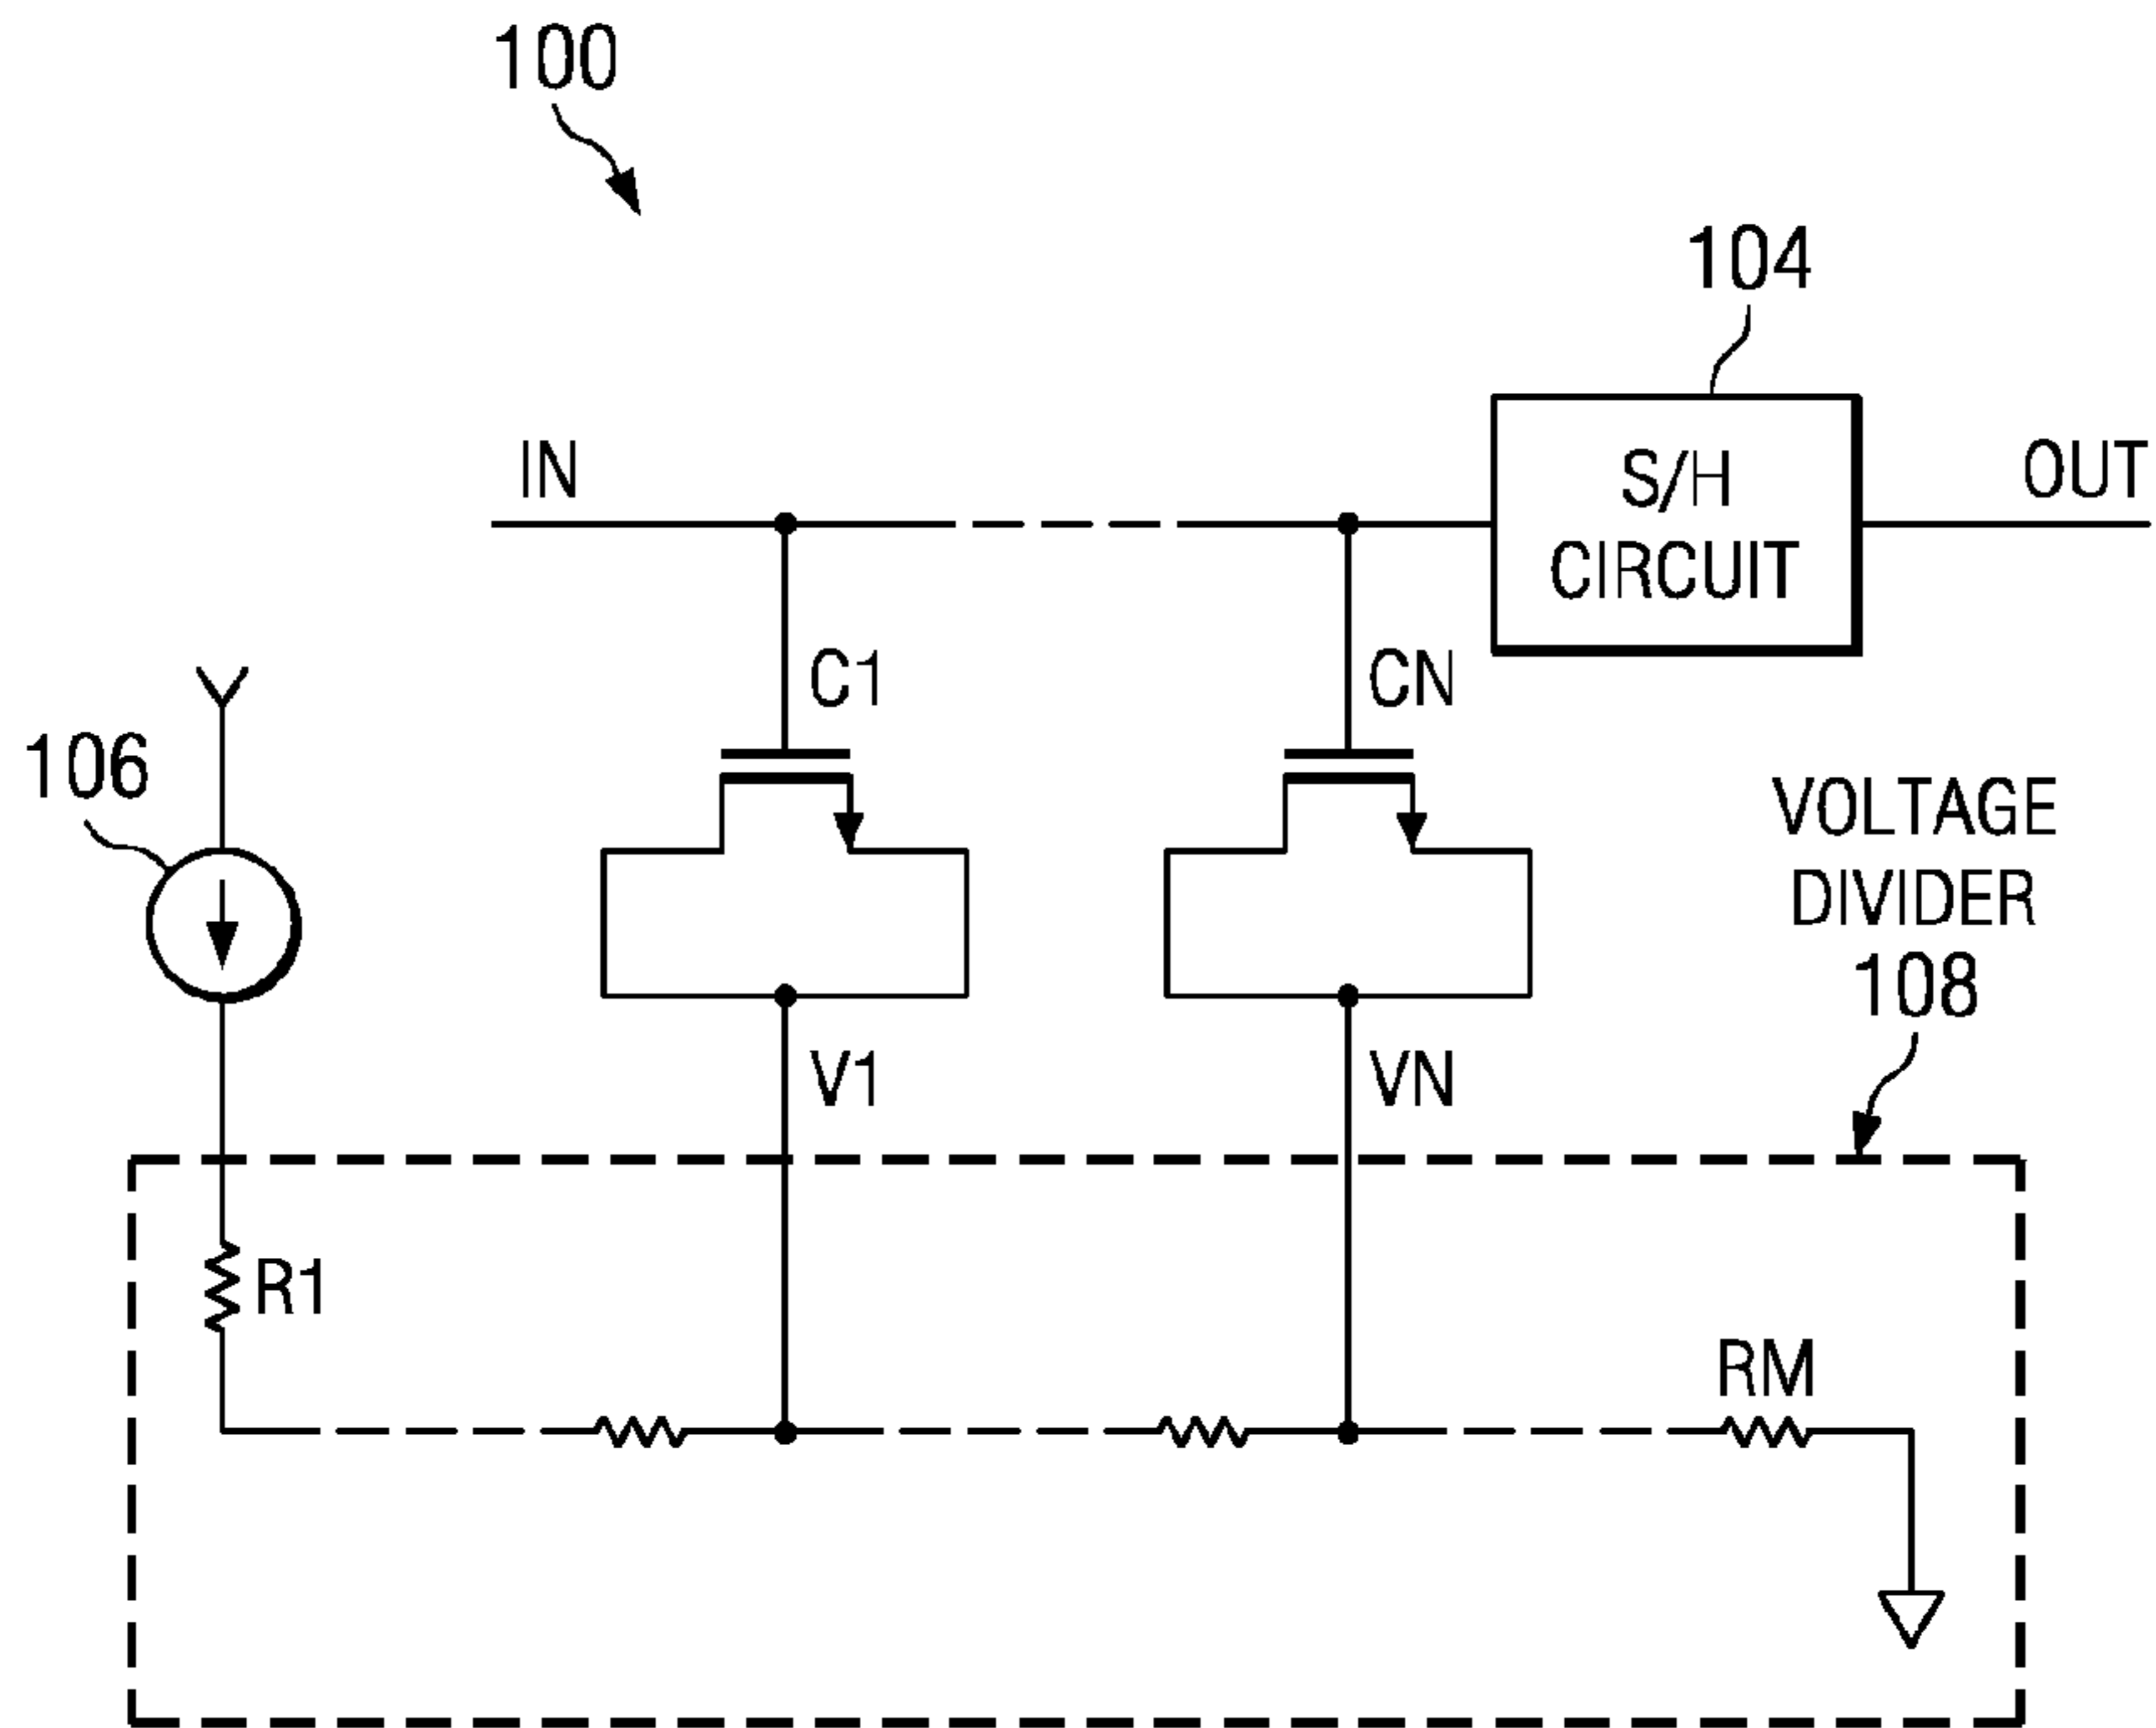 100
104
IN
S/H
CIRCUIT
OUT
C1
CN
106
VOLTAGE
DIVIDER
108
V1
VN
R1
RM